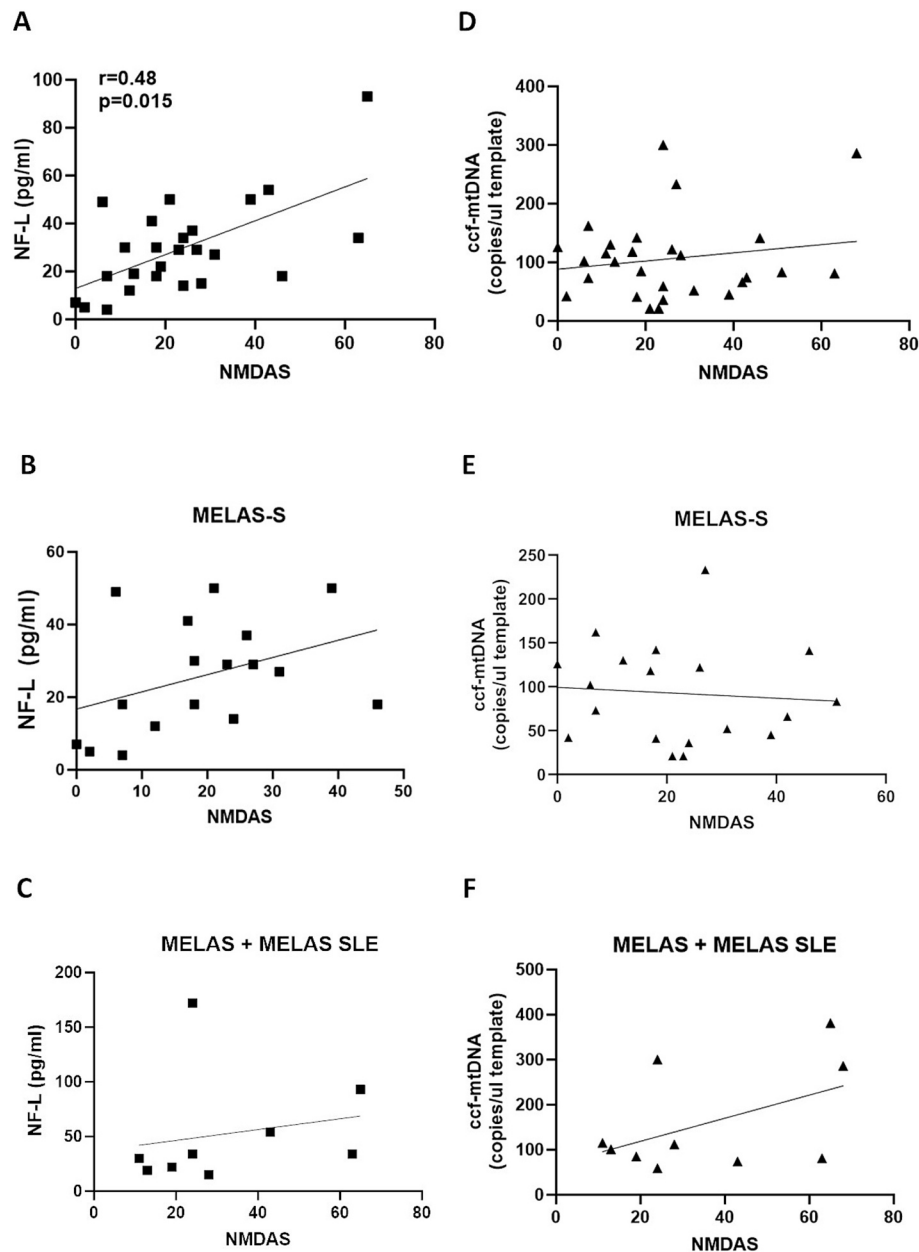 A
r=0.48
p=0.015
NF-L (pg/ml)
100
80
60
40
20
0
0 20 40 60 80
NMDAS
D
ccf-mtDNA
(copies/ul template)
400
300
200
100
0
0 20 40 60 80
NMDAS
B
MELAS-S
NF-L (pg/ml)
60
40
20
0
0 10 20 30 40 50
NMDAS
E
MELAS-S
ccf-mtDNA
(copies/ul template)
250
200
150
100
50
0
0 20 40 60
NMDAS
C
MELAS + MELAS SLE
NF-L (pg/ml)
200
150
100
50
0
0 20 40 60 80
NMDAS
F
MELAS + MELAS SLE
ccf-mtDNA
(copies/ul template)
500
400
300
200
100
0
0 20 40 60 80
NMDAS